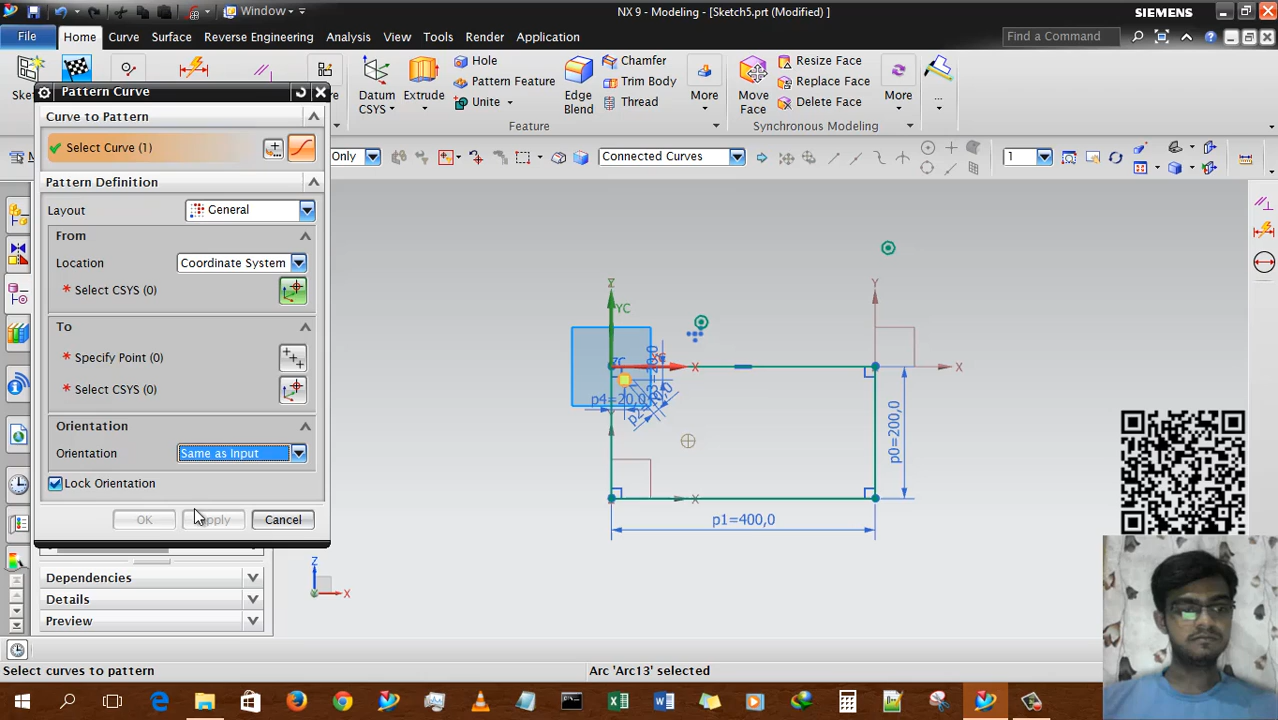 Window
NX 9 - Modeling - [Sketch5.prt (Modified) ]
SIEMENS
File
Home
Curve
Surface
Reverse Engineering
Analysis
View
Tools
Render
Application
Find a Command
Datum
CSYS
Extrude
Hole
Pattern Feature
Unite
Edge
Blend
Chamfer
Trim Body
Thread
More
Feature
Move
Face
Resize Face
Replace Face
Delete Face
More
Synchronous Modeling
...
Pattern Curve
Only
Connected Curves
1
Curve to Pattern
Select Curve (1)
Pattern Definition
Layout
General
From
Location
Coordinate System
* Select CSYS (0)
To
* Specify Point (0)
* Select CSYS (0)
Orientation
Orientation
Same as Input
Lock Orientation
OK
Apply
Cancel
Dependencies
Details
Preview
Z
YC
Y
X
X
p4=20,0
p0=200,0
X
p1=400,0
Z
X
Select curves to pattern
Arc 'Arc13' selected